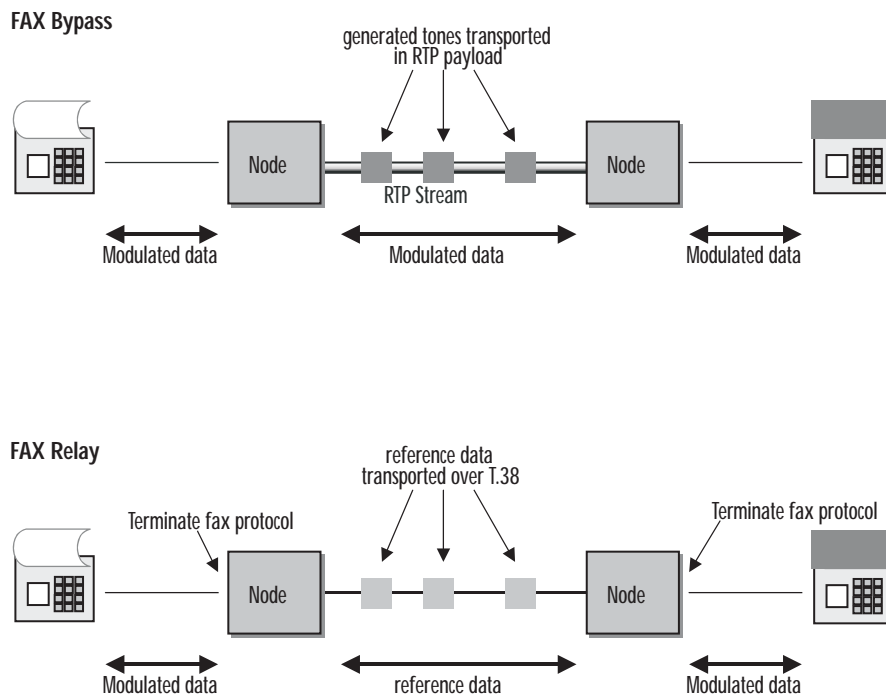 FAX Bypass
generated tones transported
in RTP payload
Node
Node
RTP Stream
Modulated data
Modulated data
Modulated data
FAX Relay
reference data
transported over T.38
Terminate fax protocol
Terminate fax protocol
Node
Node
Modulated data
reference data
Modulated data